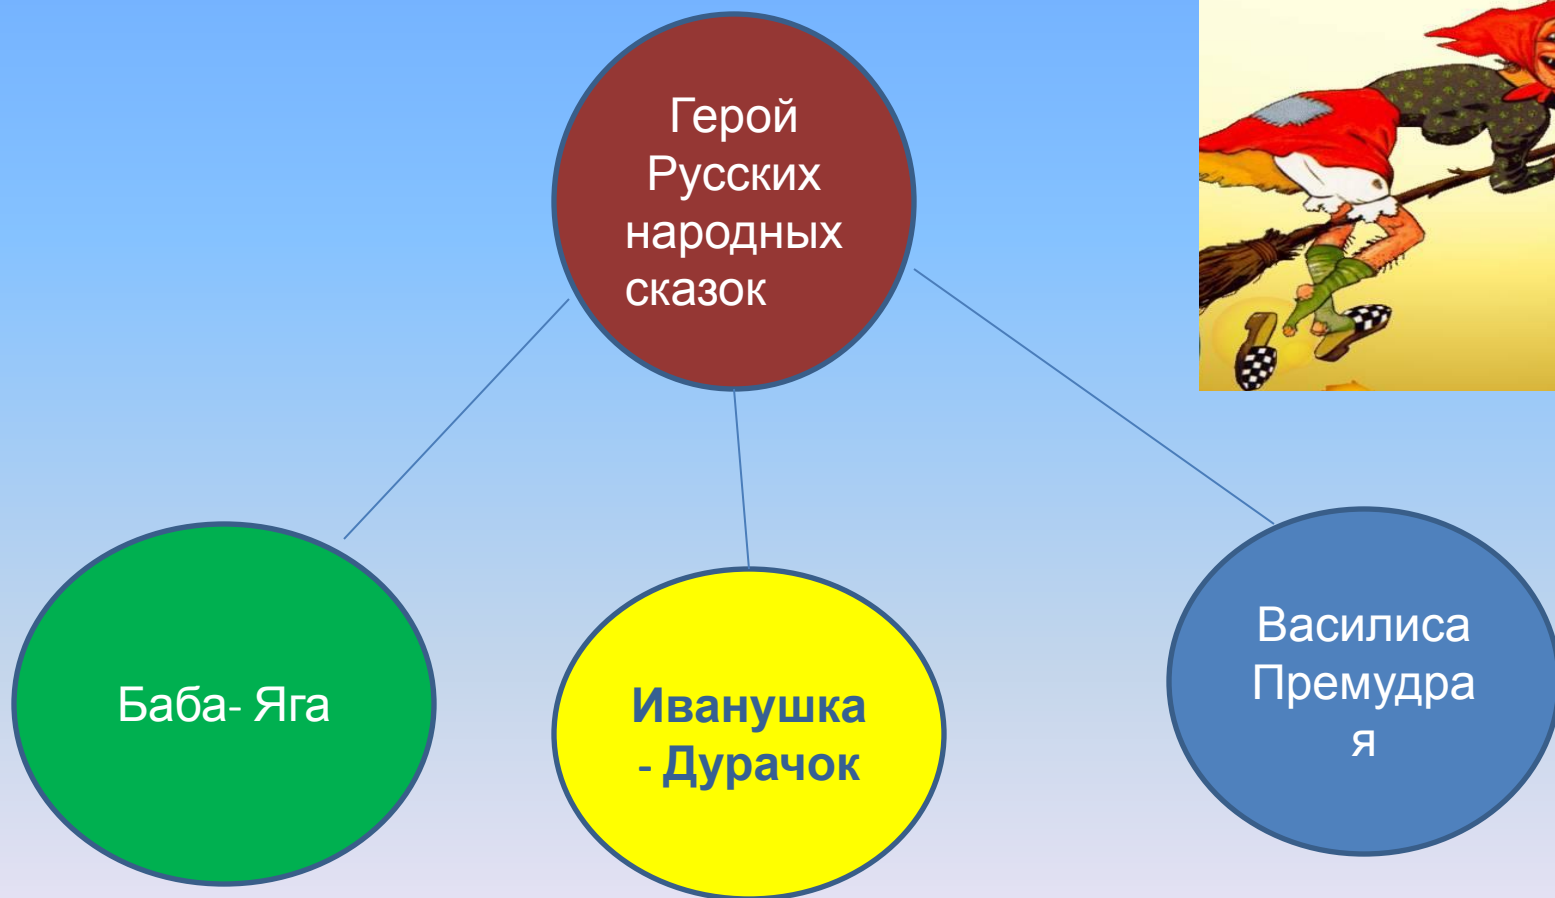 Герой
Русских
народных
сказок
Баба- Яга
Иванушка
- Дурачок
Василиса
Премудра
я